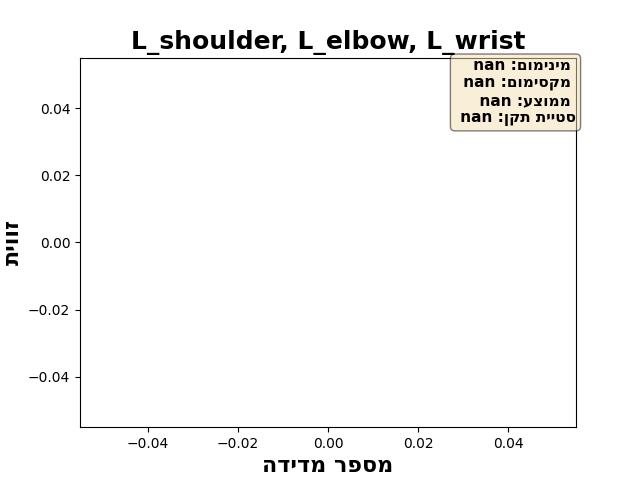 L_shoulder, L_elbow, L_wrist
מינימום: nan
מקסימום: nan
ממוצע: nan
סטיית תקן: nan
זווית
0.04
0.02
0.00
−0.02
−0.04
−0.04 −0.02 0.00 0.02 0.04
מספר מדידה